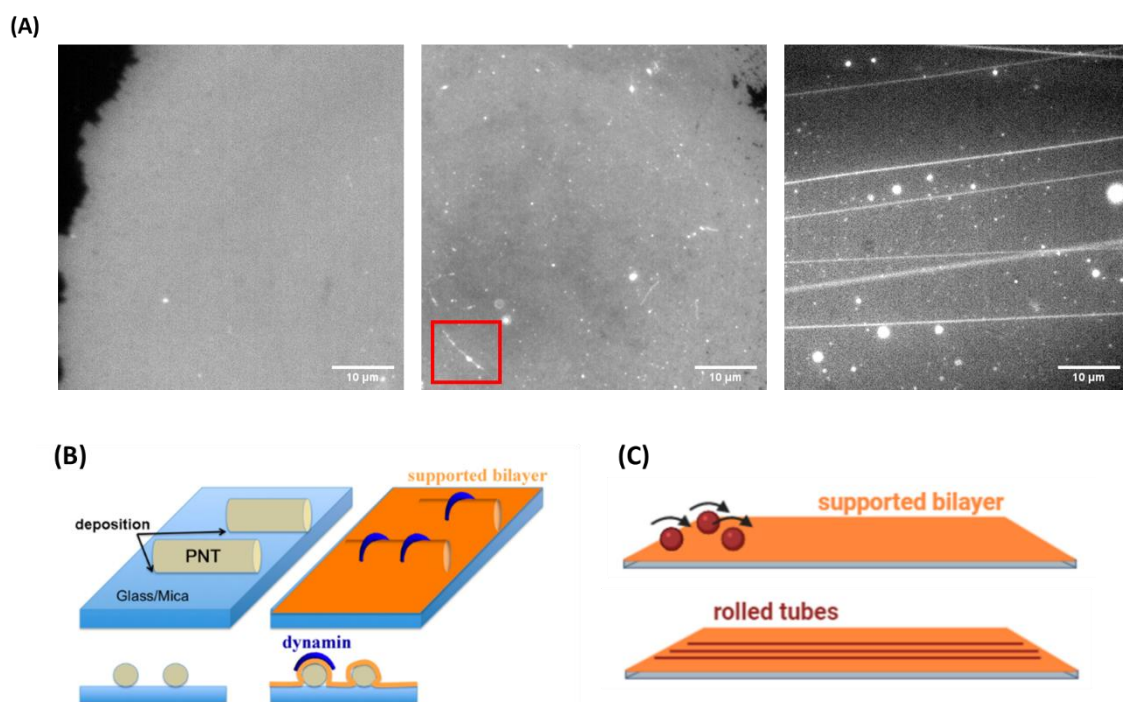 (A)
10 µm
10 µm
10 µm
(B)
supported bilayer
deposition
PNT
Glass/Mica
dynamin
(C)
supported bilayer
rolled tubes